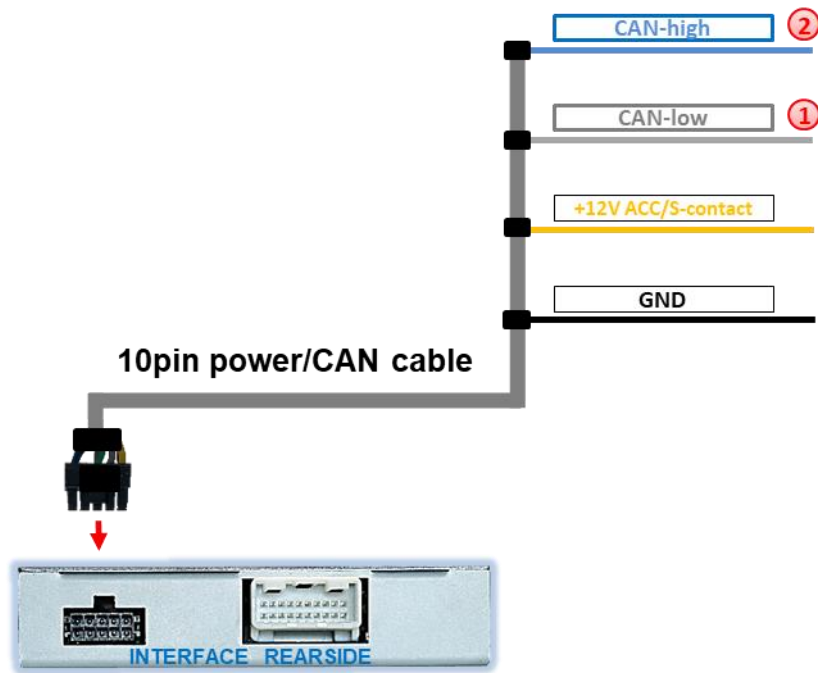 CAN-high 2
CAN-low 1
+12V ACC/S-contact
GND
10pin power/CAN cable
INTERFACE REARSIDE